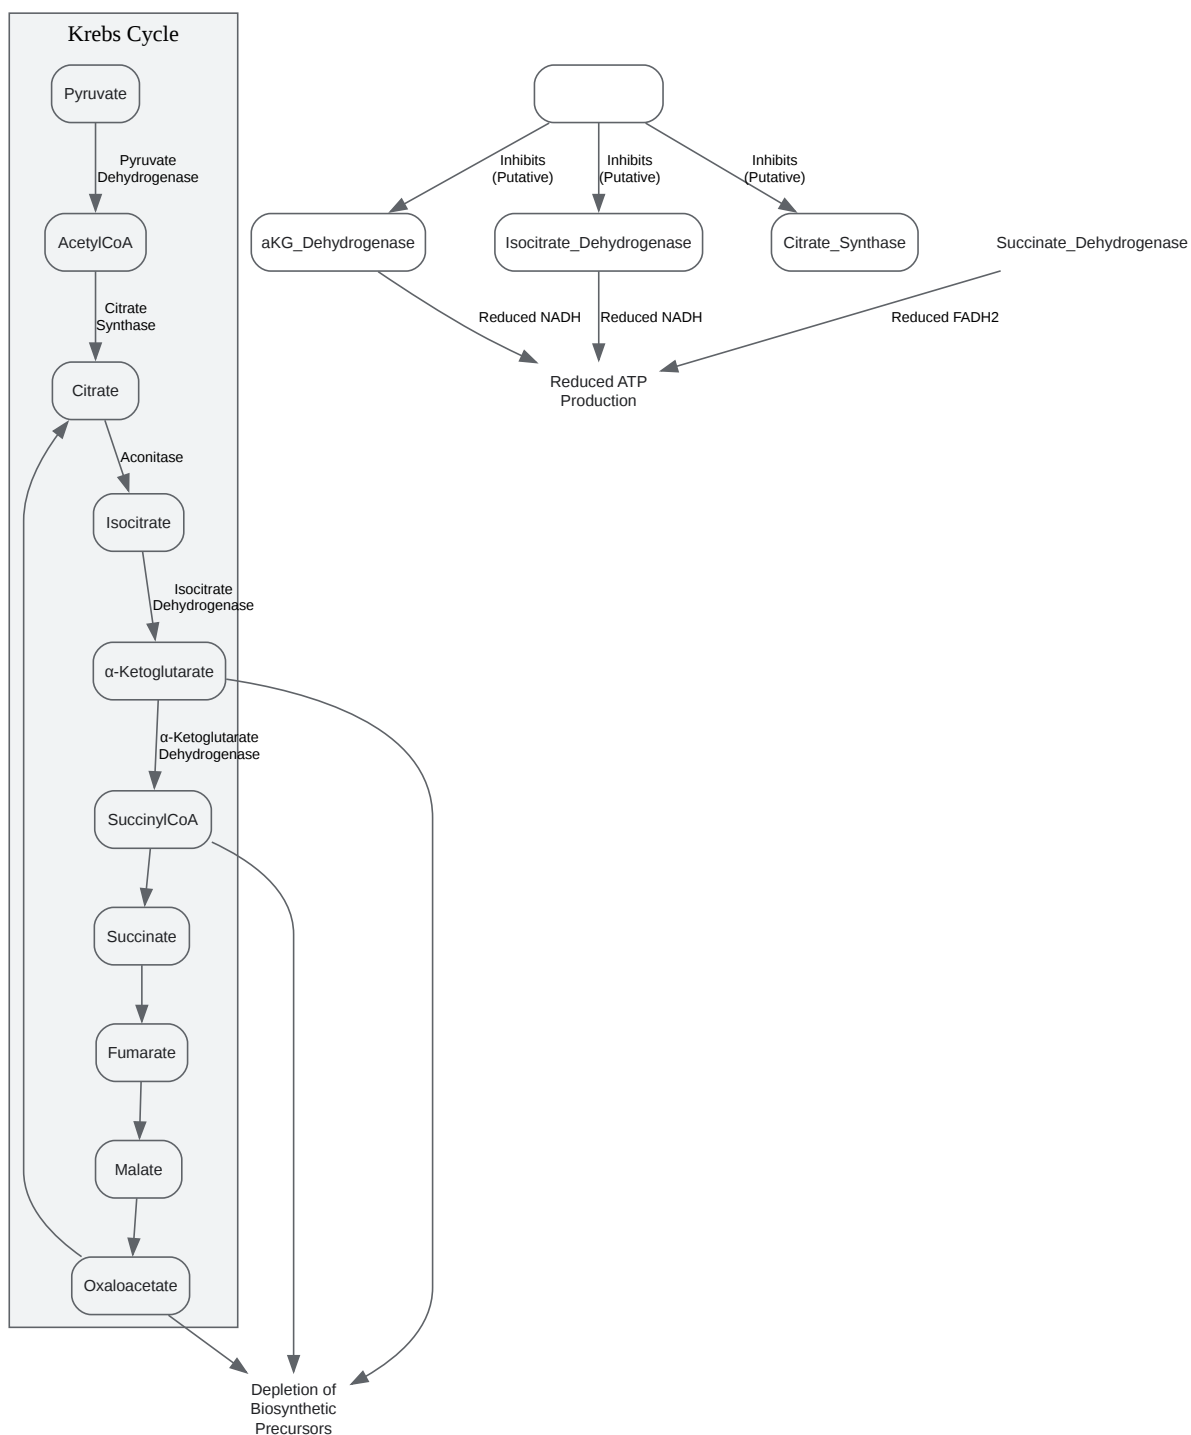 Krebs Cycle
Pyruvate
Pyruvate
Dehydrogenase
AcetylCoA
Citrate
Synthase
Citrate
Aconitase
Isocitrate
Isocitrate
Dehydrogenase
α-Ketoglutarate
α-Ketoglutarate
Dehydrogenase
SuccinylCoA
Succinate
Fumarate
Malate
Oxaloacetate
Depletion of
Biosynthetic
Precursors
Inhibits
(Putative)
Inhibits
(Putative)
Inhibits
(Putative)
aKG_Dehydrogenase
Isocitrate_Dehydrogenase
Citrate_Synthase
Succinate_Dehydrogenase
Reduced NADH
Reduced NADH
Reduced FADH2
Reduced ATP
Production